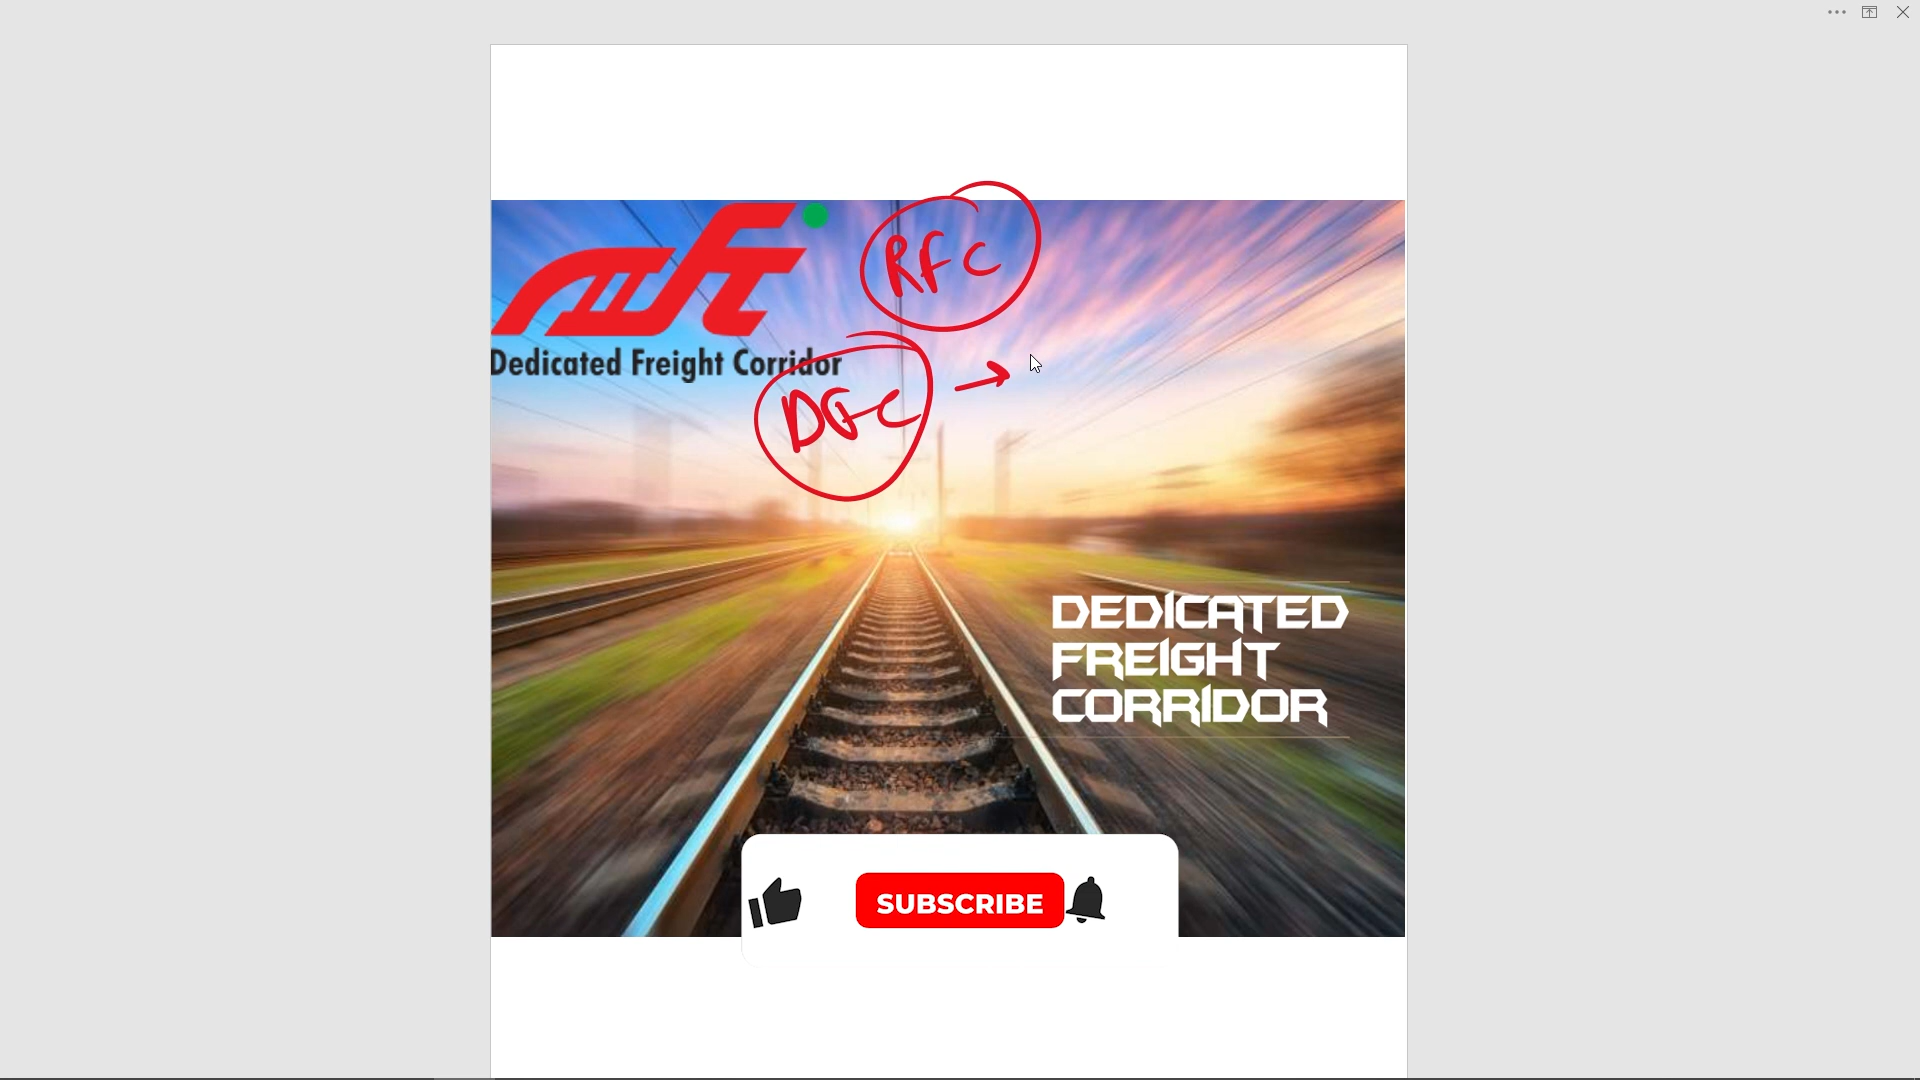 RFC
Dedicated Freight Corridor
DFC
DEDICATED
FREIGHT
CORRIDOR
SUBSCRIBE